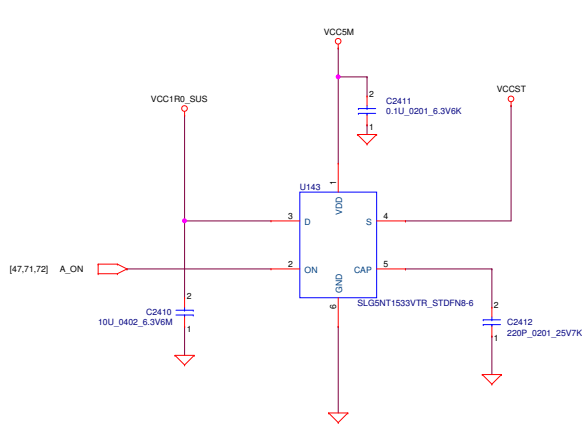 VCC5M
VCC1R0_SUS
2
C2411
0.1U_0201_6.3V6K
1
VCCST
U143
1
VDD
3
D
S
4
[47,71,72]
A_ON
2
ON
CAP
5
GND
6
SLG5NT1533VTR_STDFN8-6
2
C2410
10U_0402_6.3V6M
1
2
C2412
220P_0201_25V7K
1